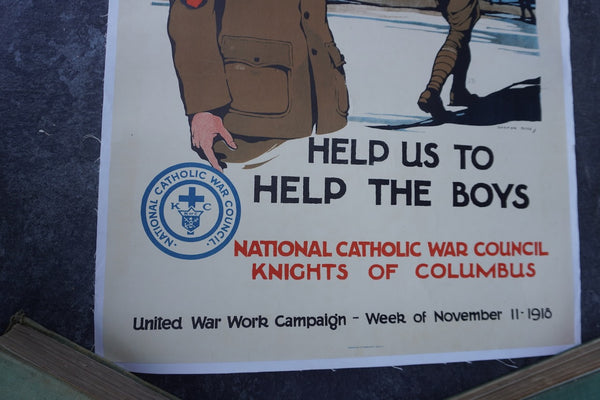 HELP US TO
HELP THE BOYS
NATIONAL CATHOLIC WAR COUNCIL
K C
NATIONAL CATHOLIC WAR COUNCIL
KNIGHTS OF COLUMBUS
United War Work Campaign - Week of November 11-1918